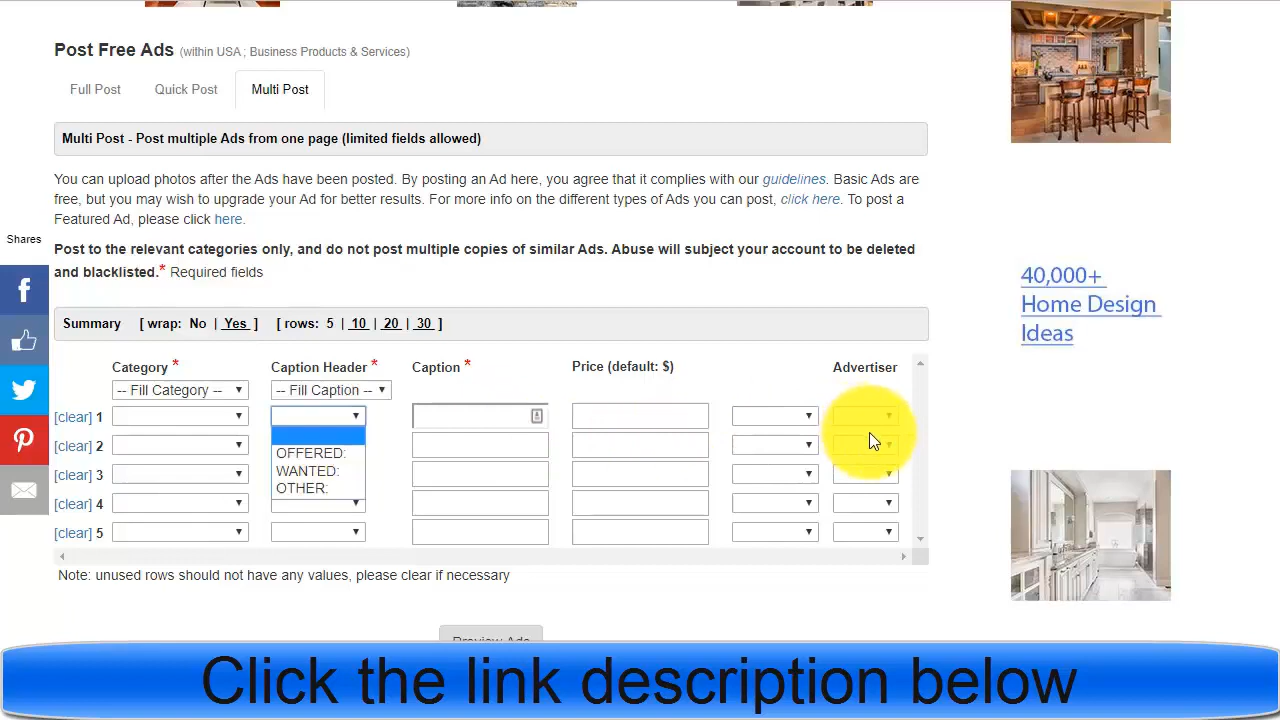 Post Free Ads (within USA ; Business Products & Services)
Full Post Quick Post Multi Post
Multi Post - Post multiple Ads from one page (limited fields allowed)
You can upload photos after the Ads have been posted. By posting an Ad here, you agree that it complies with our guidelines. Basic Ads are
free, but you may wish to upgrade your Ad for better results. For more info on the different types of Ads you can post, click here. To post a
Featured Ad, please click here.
Shares
Post to the relevant categories only, and do not post multiple copies of similar Ads. Abuse will subject your account to be deleted
and blacklisted.* Required fields
40,000+
Home Design
Ideas
Summary [ wrap: No | Yes ] [ rows: 5 | 10 | 20 | 30 ]
Category * Caption Header * Caption * Price (default: $) Advertiser
-- Fill Category -- -- Fill Caption --
[clear] 1
[clear] 2
OFFERED:
WANTED:
[clear] 3
OTHER:
[clear] 4
[clear] 5
Note: unused rows should not have any values, please clear if necessary
Preview Ads
Click the link description below